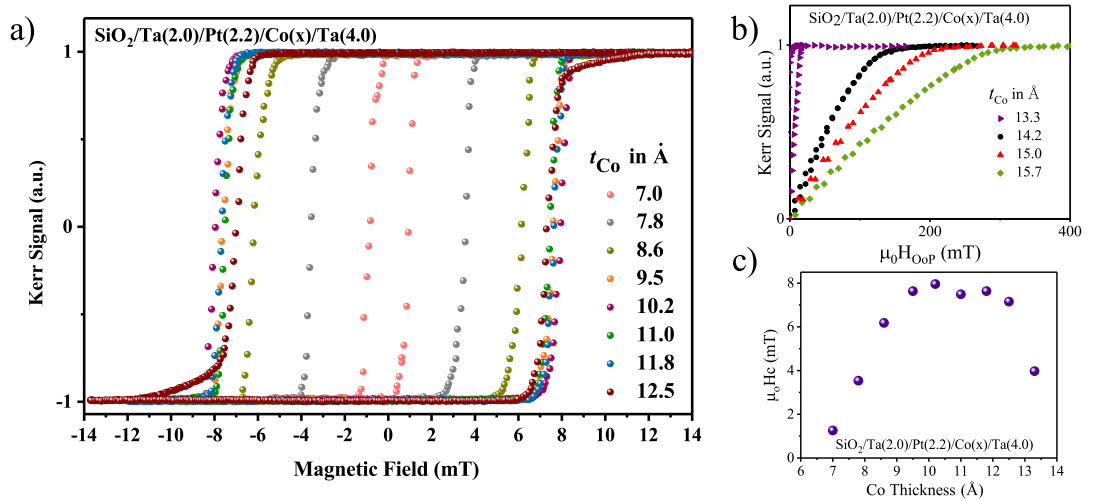 a)
SiO2/Ta(2.0)/Pt(2.2)/Co(x)/Ta(4.0)
Kerr Signal (a.u.)
1
0
-1
tCo in Å
7.0
7.8
8.6
9.5
10.2
11.0
11.8
12.5
-14 -12 -10 -8 -6 -4 -2 0 2 4 6 8 10 12 14
Magnetic Field (mT)
b)
SiO2/Ta(2.0)/Pt(2.2)/Co(x)/Ta(4.0)
Kerr Signal (a.u.)
1
0
tCo in Å
13.3
14.2
15.0
15.7
0 100 200 300 400
μ0HOoP (mT)
c)
μoHc (mT)
8
6
4
2
0
SiO2/Ta(2.0)/Pt(2.2)/Co(x)/Ta(4.0)
6 7 8 9 10 11 12 13 14
Co Thickness (Å)